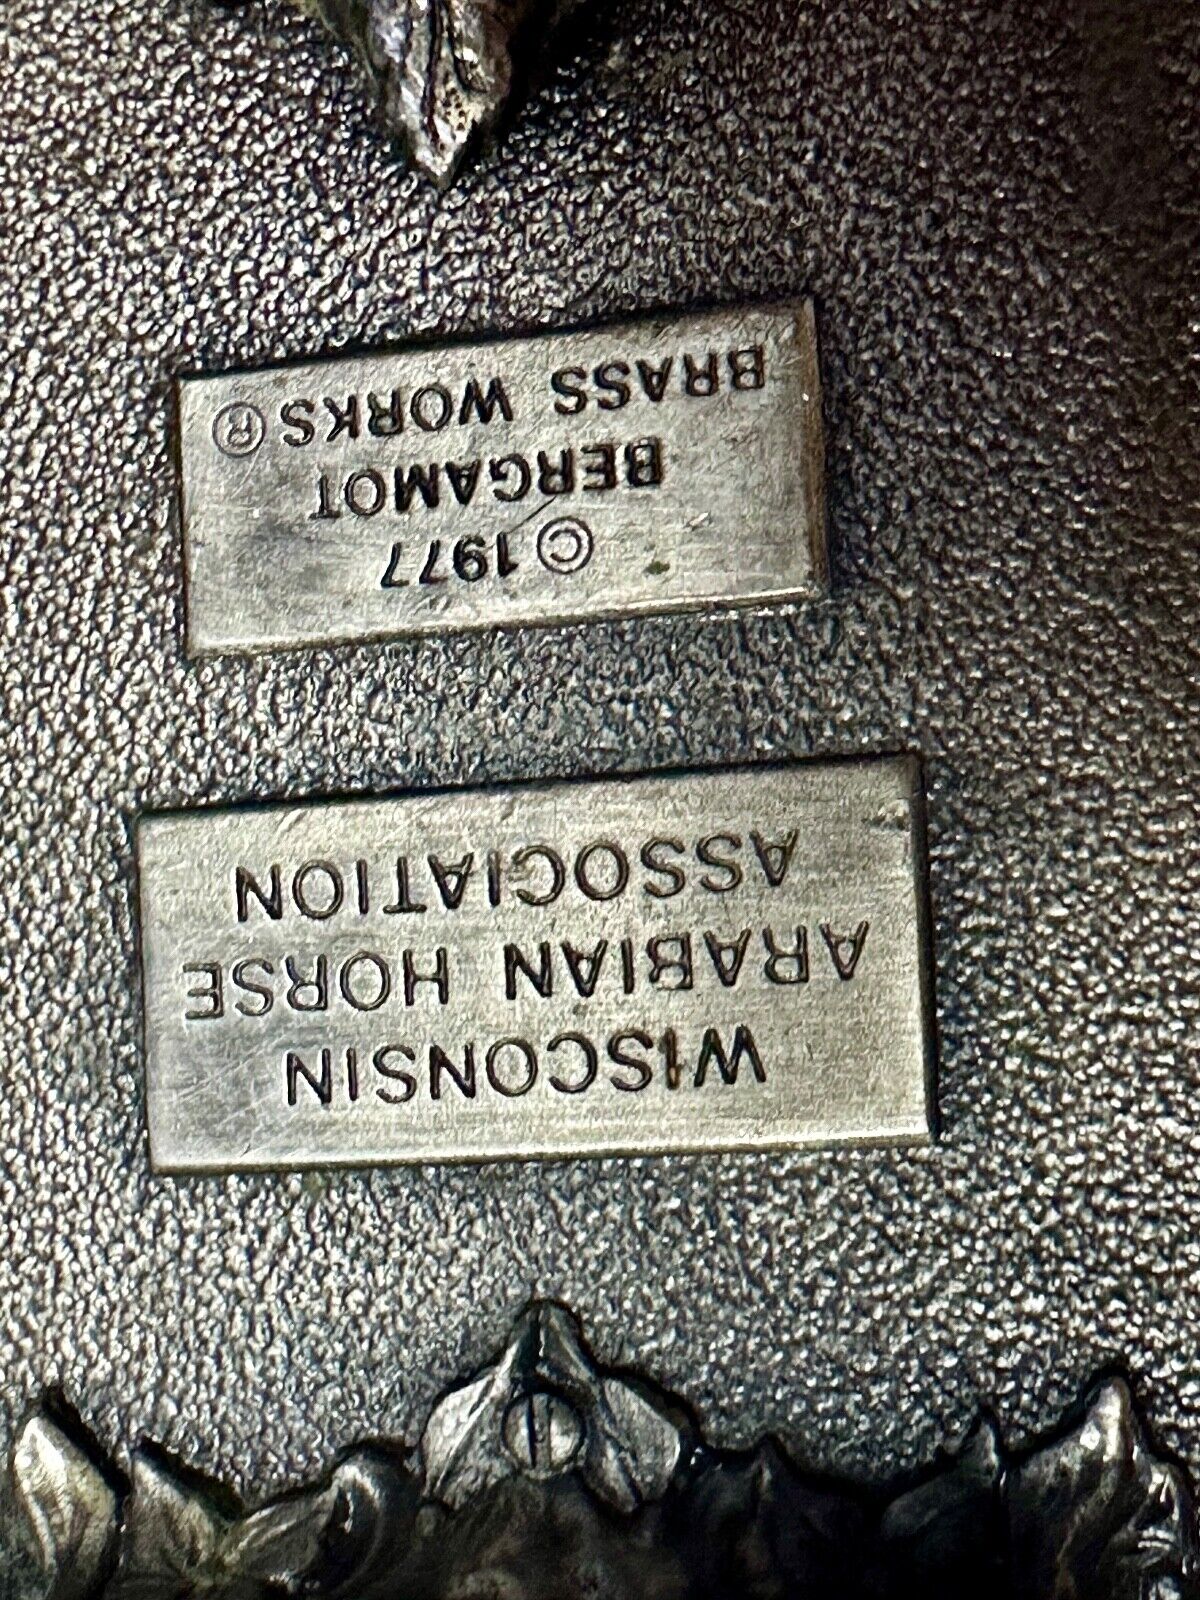 WISCONSIN
ARABIAN HORSE
ASSOCIATION
© 1977
BERGAMOT
BRASS WORKS ®